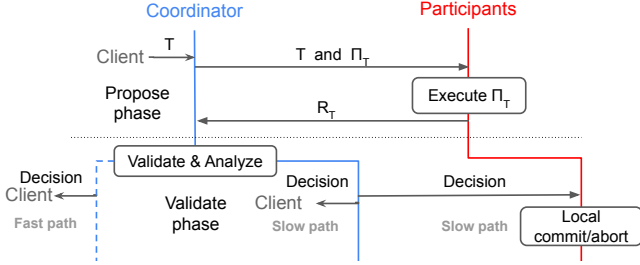 Coordinator
Participants
T
Client
T and Π_T
Propose
phase
Execute Π_T
R_T
Validate & Analyze
Decision
Client
Fast path
Validate
phase
Decision
Client
Slow path
Decision
Slow path
Local
commit/abort